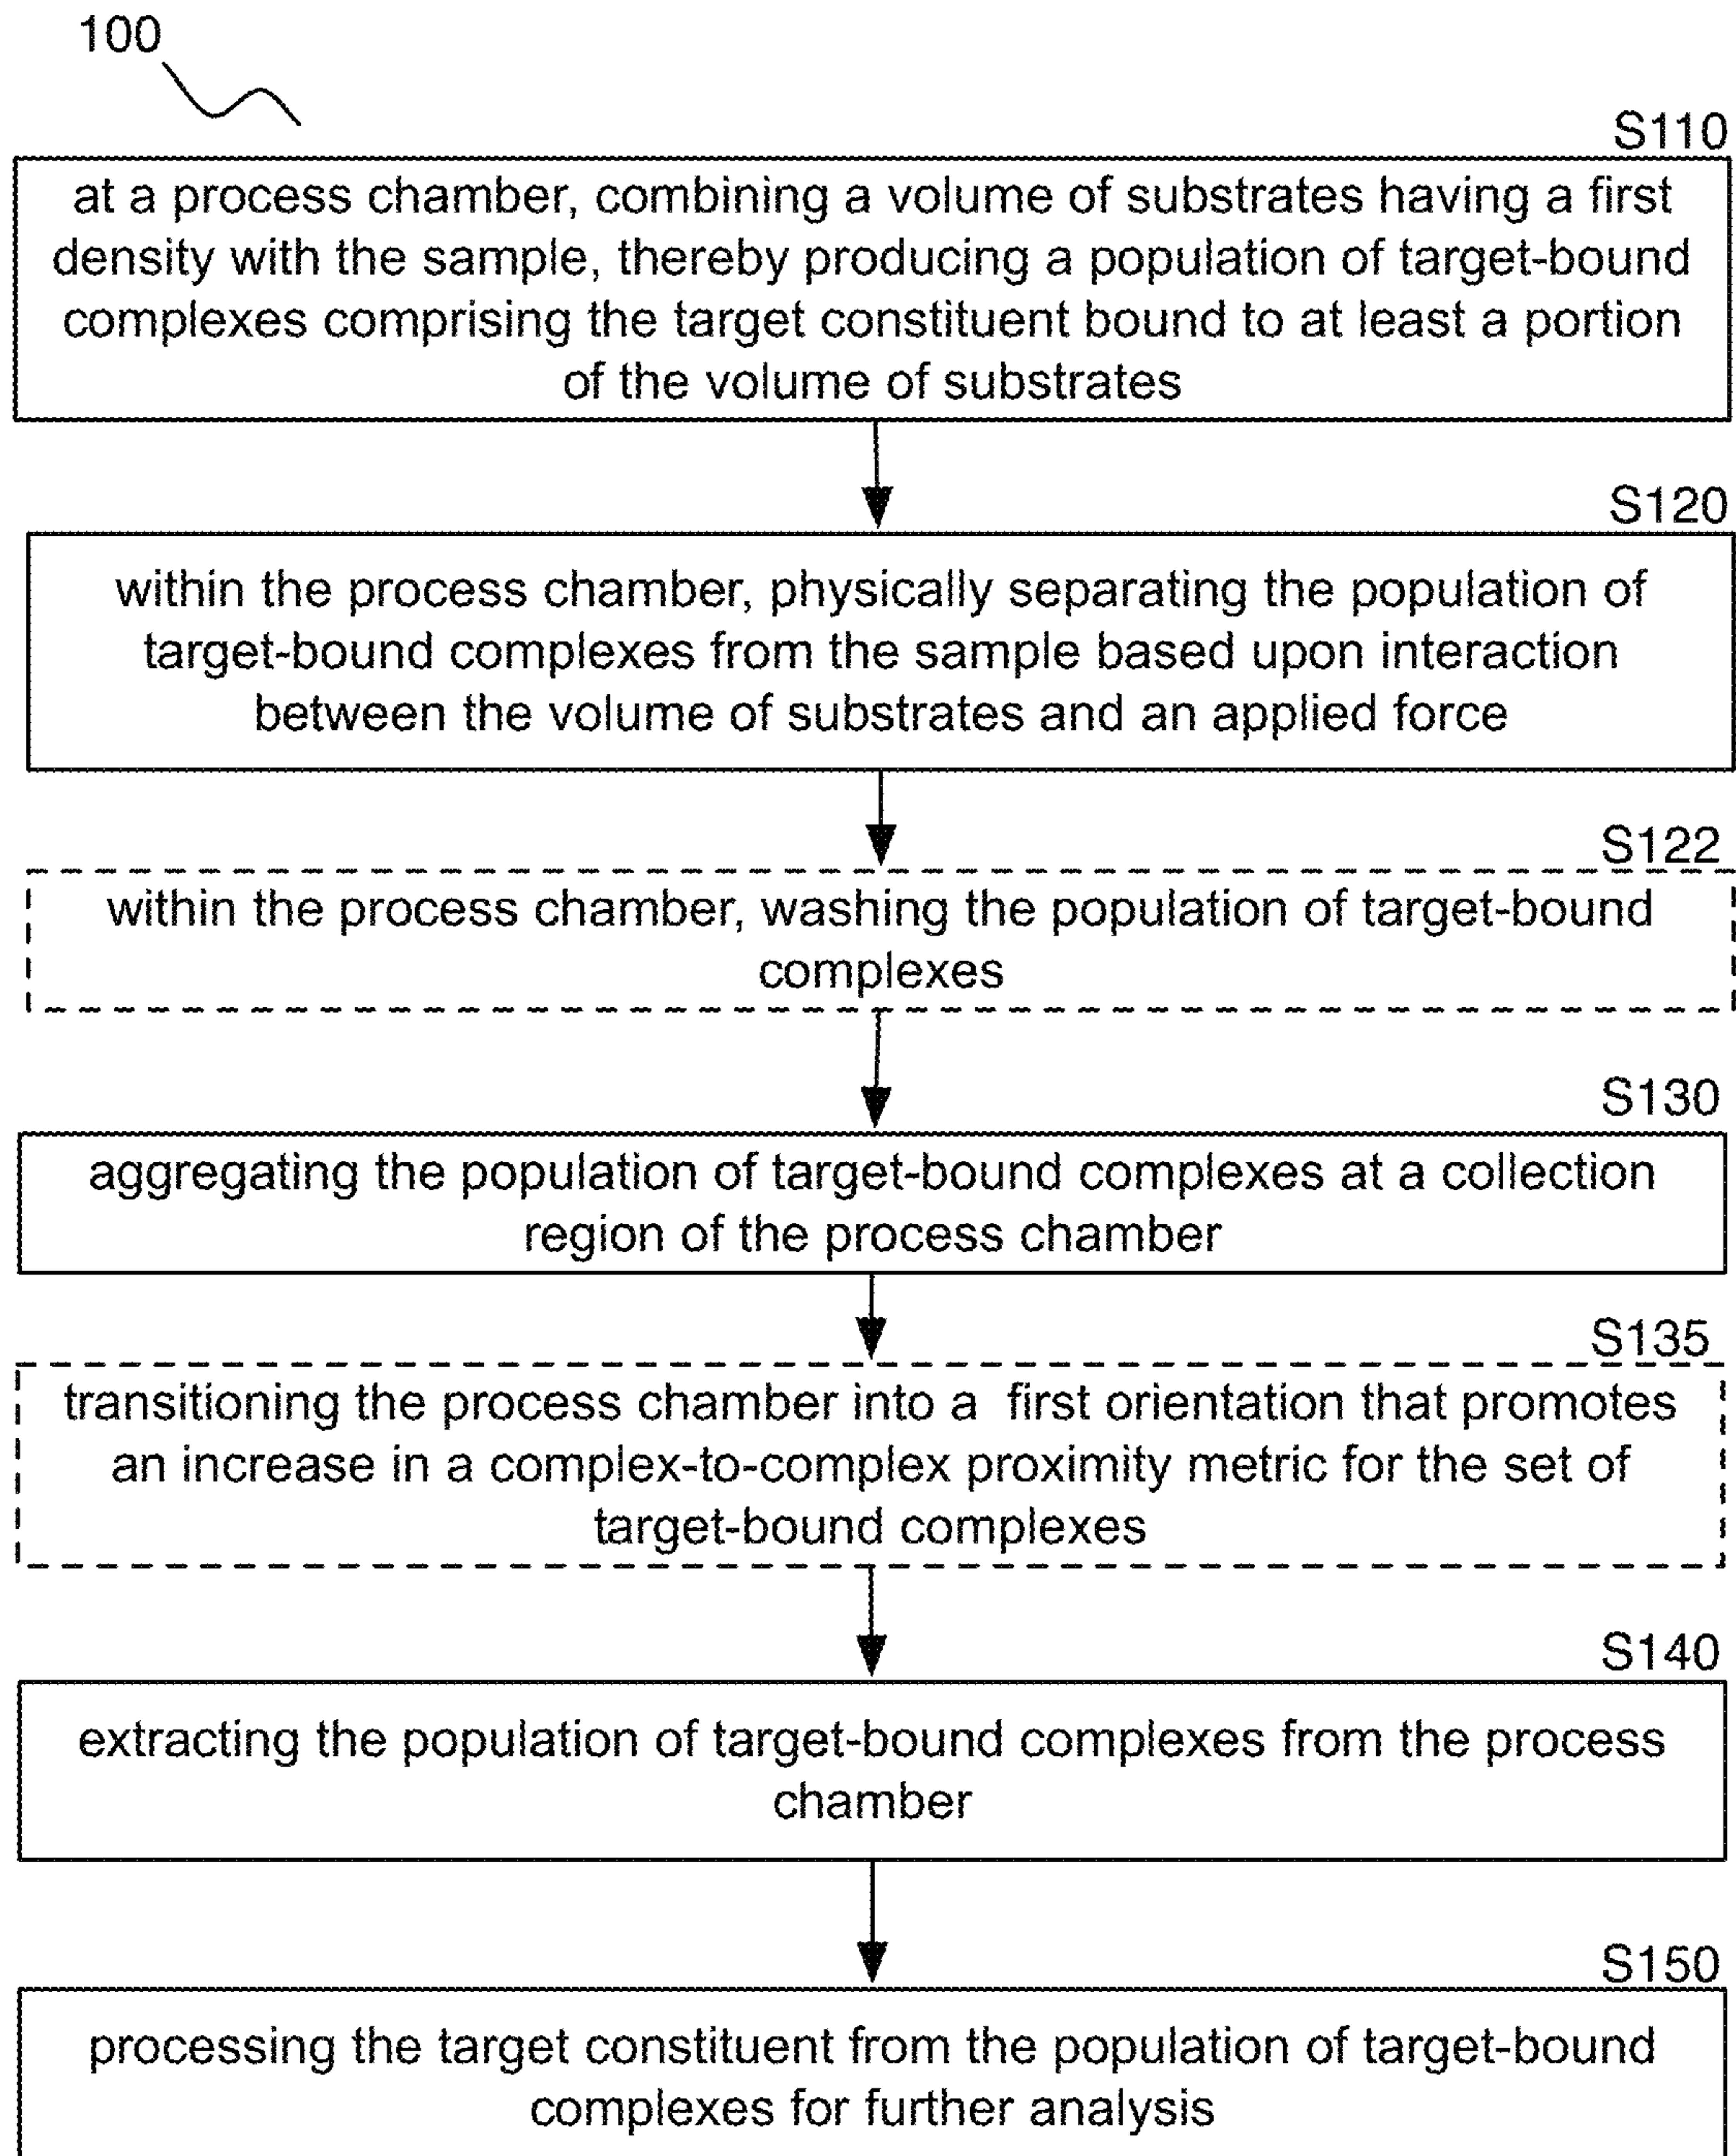 100
S110
at a process chamber, combining a volume of substrates having a first
density with the sample, thereby producing a population of target-bound
complexes comprising the target constituent bound to at least a portion
of the volume of substrates
S120
within the process chamber, physically separating the population of
target-bound complexes from the sample based upon interaction
between the volume of substrates and an applied force
S122
within the process chamber, washing the population of target-bound
complexes
S130
aggregating the population of target-bound complexes at a collection
region of the process chamber
S135
transitioning the process chamber into a first orientation that promotes
an increase in a complex-to-complex proximity metric for the set of
target-bound complexes
S140
extracting the population of target-bound complexes from the process
chamber
S150
processing the target constituent from the population of target-bound
complexes for further analysis